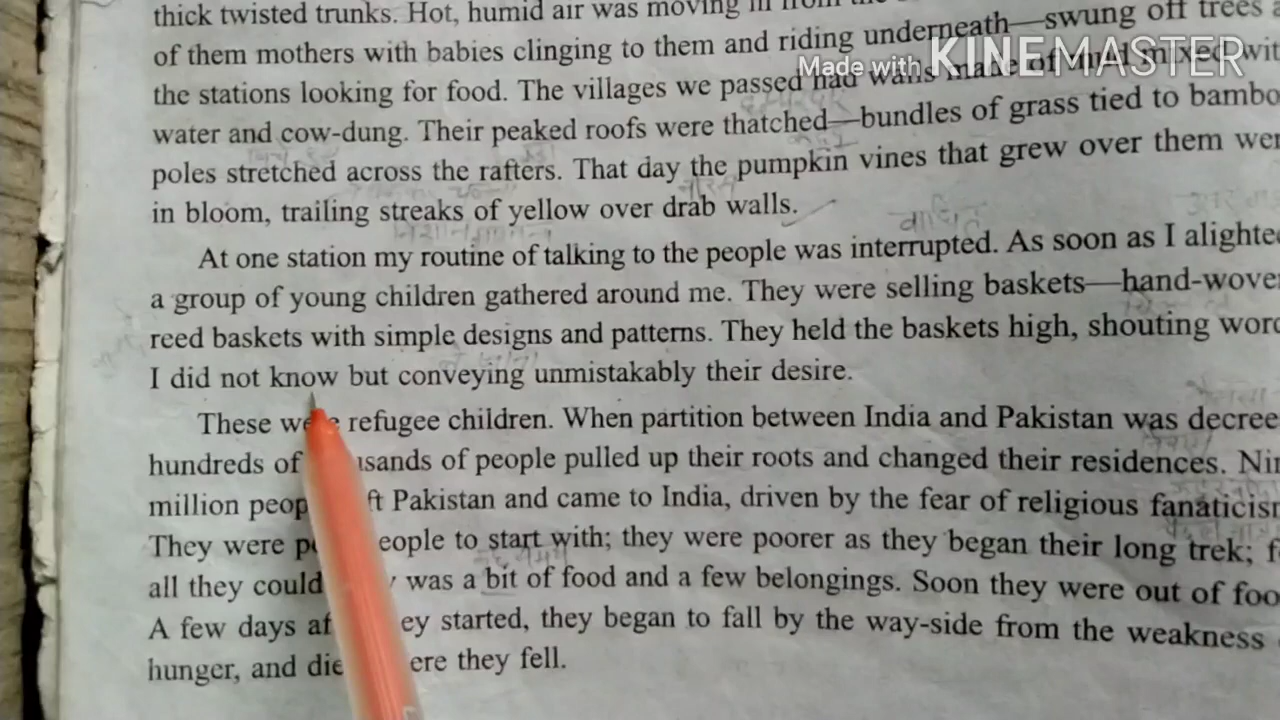 thick twisted trunks. Hot, humid air was moving in from the
Made with KINEMASTER
of them mothers with babies clinging to them and riding underneath—swung off trees
the stations looking for food. The villages we passed had walls made of mud mixed
water and cow-dung. Their peaked roofs were thatched—bundles of grass tied to
poles stretched across the rafters. That day the pumpkin vines that grew over them
in bloom, trailing streaks of yellow over drab walls.
At one station my routine of talking to the people was interrupted. As soon as I
a group of young children gathered around me. They were selling baskets—
reed baskets with simple designs and patterns. They held the baskets high, shouting
I did not know but conveying unmistakably their desire.
These were refugee children. When partition between India and Pakistan was
hundreds of people pulled up their roots and changed their residences.
million Pakistan and came to India, driven by the fear of religious
They were to start with; they were poorer as they began their long trek;
all they could was a bit of food and a few belongings. Soon they were out of
A few days started, they began to fall by the way-side from the weakness
hunger, and they fell.